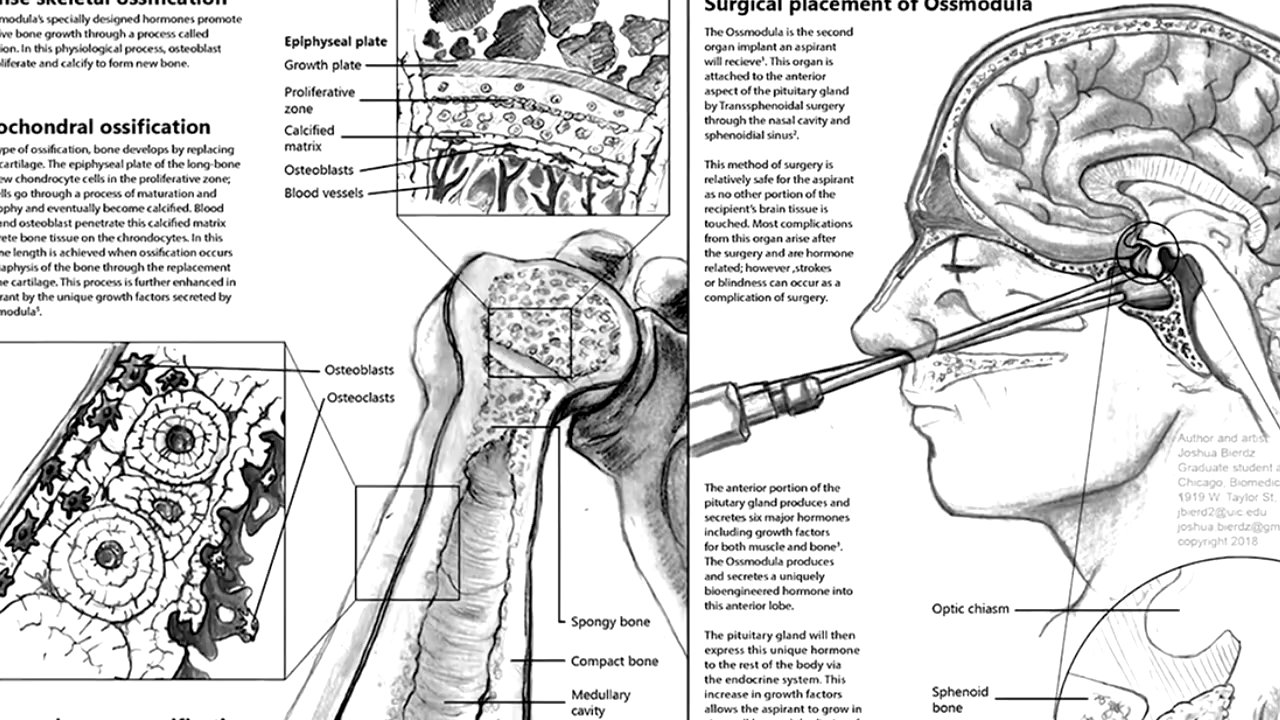 skeletal ossification
modula's specially designed hormones promote
ive bone growth through a process called
ion. In this physiological process, osteoblast
liferate and calcify to form new bone.
ochondral ossification
ype of ossification, bone develops by replacing
cartilage. The epiphyseal plate of the long-bone
ew chondrocyte cells in the proliferative zone;
lls go through a process of maturation and
ophy and eventually become calcified. Blood
and osteoblast penetrate this calcified matrix
rete bone tissue on the chrondocytes. In this
ne length is achieved when ossification occurs
iaphysis of the bone through the replacement
e cartilage. This process is further enhanced in
rant by the unique growth factors secreted by
modula³.
Epiphyseal plate
Growth plate
Proliferative
zone
Calcified
matrix
Osteoblasts
Blood vessels
Osteoblasts
Osteoclasts
Spongy bone
Compact bone
Medullary
cavity
Surgical placement of Ossmodula
The Ossmodula is the second
organ implant an aspirant
will recieve¹. This organ is
attached to the anterior
aspect of the pituitary gland
by Transsphenoidal surgery
through the nasal cavity and
sphenoidial sinus².
This method of surgery is
relatively safe for the aspirant
as no other portion of the
recipient's brain tissue is
touched. Most complications
from this organ arise after
the surgery and are hormone
related; however ,strokes
or blindness can occur as a
complication of surgery.
The anterior portion of the
pitutary gland produces and
secretes six major hormones
including growth factors
for both muscle and bone³.
The Ossmodula produces
and secretes a uniquely
bioengineered hormone into
this anterior lobe.
The pituitary gland will then
express this unique hormone
to the rest of the body via
the endocrine system. This
increase in growth factors
allows the aspirant to grow in
Author and artist
Joshua Bierdz
Graduate student a
Chicago, Biomedic
1919 W. Taylor St.
jbierd2@uic.edu
joshua bierdz@gm
copyright 2018
Optic chiasm
Sphenoid
bone